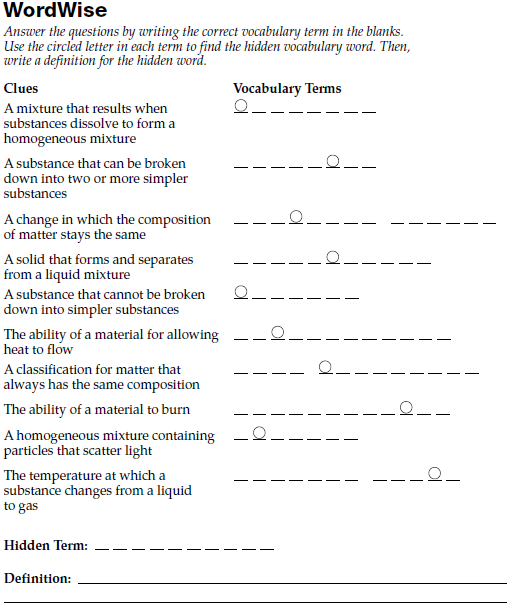 WordWise
Answer the questions by writing the correct vocabulary term in the blanks.
Use the circled letter in each term to find the hidden vocabulary word. Then,
write a definition for the hidden word.
Clues
Vocabulary Terms
A mixture that results when
substances dissolve to form a
homogeneous mixture
A substance that can be broken
down into two or more simpler
substances
A change in which the composition
of matter stays the same
A solid that forms and separates
from a liquid mixture
A substance that cannot be broken
down into simpler substances
The ability of a material for allowing
heat to flow
A classification for matter that
always has the same composition
The ability of a material to burn
A homogeneous mixture containing
particles that scatter light
The temperature at which a
substance changes from a liquid
to gas
Hidden Term:
Definition: